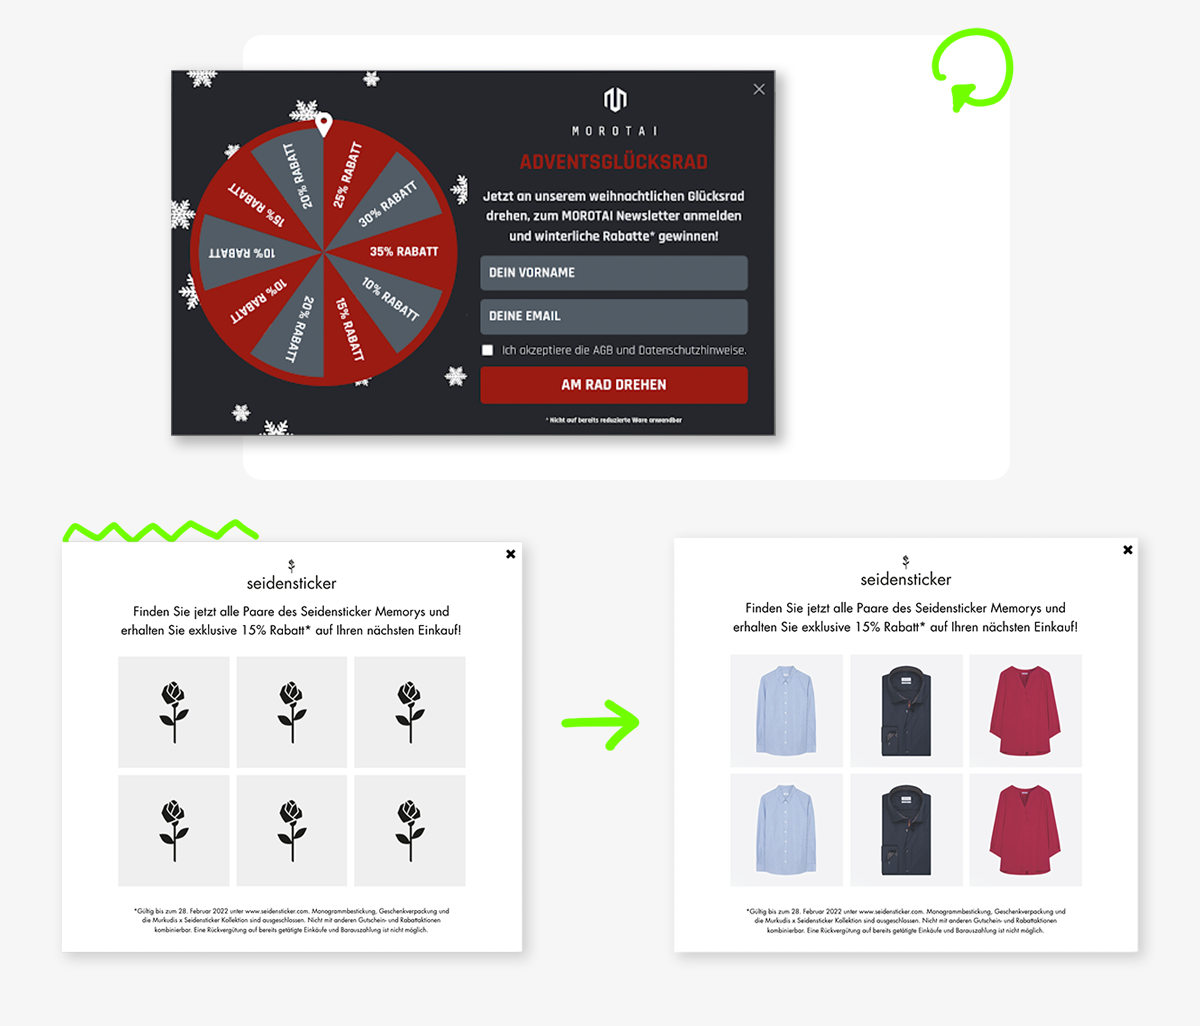 20% RABATT
25% RABATT
30% RABATT
35% RABATT
10% RABATT
15% RABATT
20% RABATT
10% RABATT
10% RABATT
15% RABATT
MOROTAI
ADVENTSGLÜCKSRAD
Jetzt an unserem weihnachtlichen Glücksrad
drehen, zum MOROTAI Newsletter anmelden
und winterliche Rabatte* gewinnen!
DEIN VORNAME
DEINE EMAIL
Ich akzeptiere die AGB und Datenschutzhinweise.
AM RAD DREHEN
* Nicht auf bereits reduzierte Ware anwendbar
seidensticker
Finden Sie jetzt alle Paare des Seidensticker Memorys und
erhalten Sie exklusive 15% Rabatt* auf Ihren nächsten Einkauf!
*Gültig bis zum 28. Februar 2022 unter www.seidensticker.com. Monogrammbestickung, Geschenkverpackung und
die Murkudis x Seidensticker Kollektion sind ausgeschlossen. Nicht mit anderen Gutschein- und Rabattaktionen
kombinierbar. Eine Rückvergütung auf bereits getätigte Einkäufe und Barauszahlung ist nicht möglich.
seidensticker
Finden Sie jetzt alle Paare des Seidensticker Memorys und
erhalten Sie exklusive 15% Rabatt* auf Ihren nächsten Einkauf!
*Gültig bis zum 28. Februar 2022 unter www.seidensticker.com. Monogrammbestickung, Geschenkverpackung und
die Murkudis x Seidensticker Kollektion sind ausgeschlossen. Nicht mit anderen Gutschein- und Rabattaktionen
kombinierbar. Eine Rückvergütung auf bereits getätigte Einkäufe und Barauszahlung ist nicht möglich.